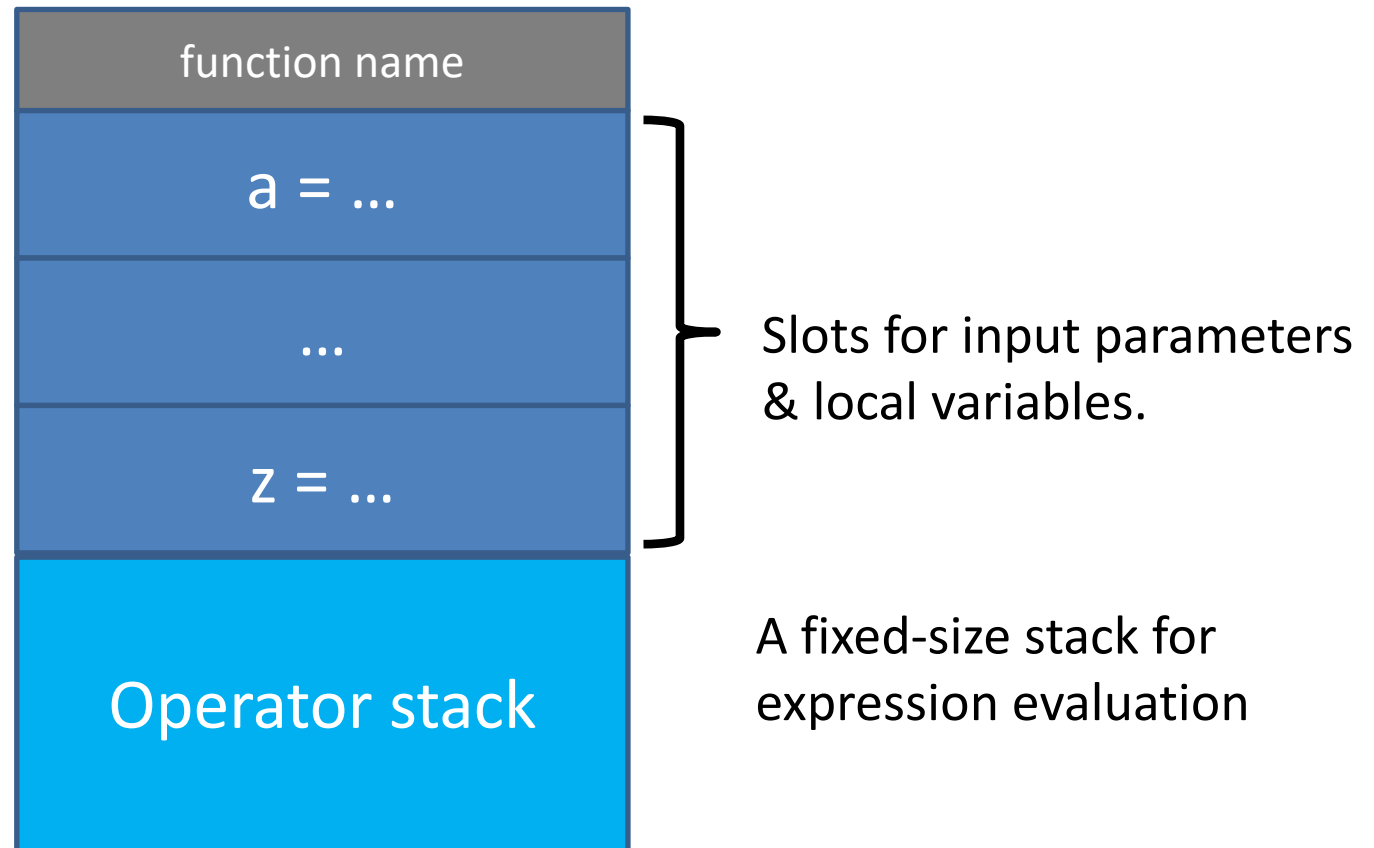 function name
a = ...
...
z = ...
Slots for input parameters
& local variables.
Operator stack
A fixed-size stack for
expression evaluation